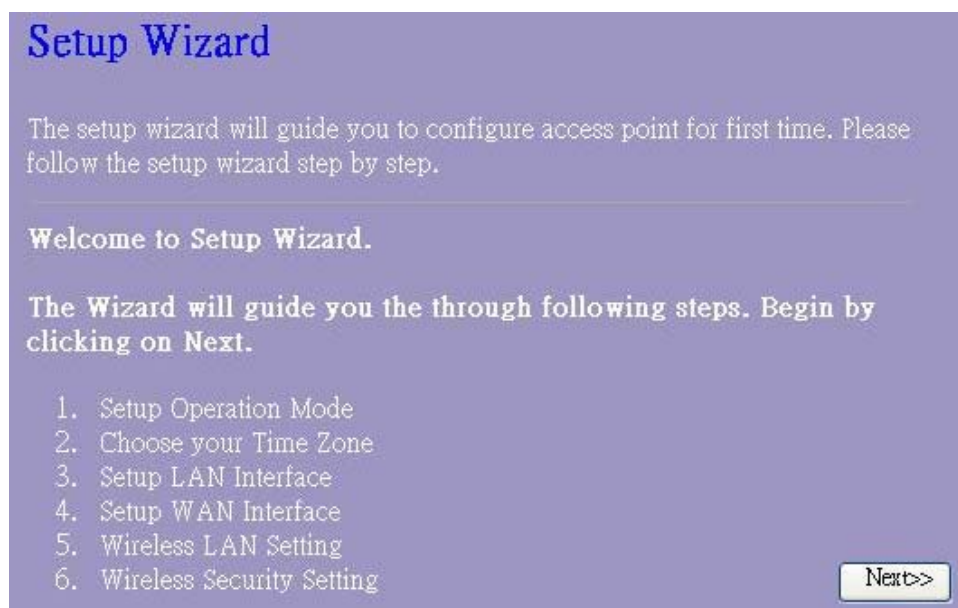 Setup Wizard
The setup wizard will guide you to configure access point for first time. Please
follow the setup wizard step by step.
Welcome to Setup Wizard.
The Wizard will guide you the through following steps. Begin by
clicking on Next.
1. Setup Operation Mode
2. Choose your Time Zone
3. Setup LAN Interface
4. Setup WAN Interface
5. Wireless LAN Setting
6. Wireless Security Setting
Next>>